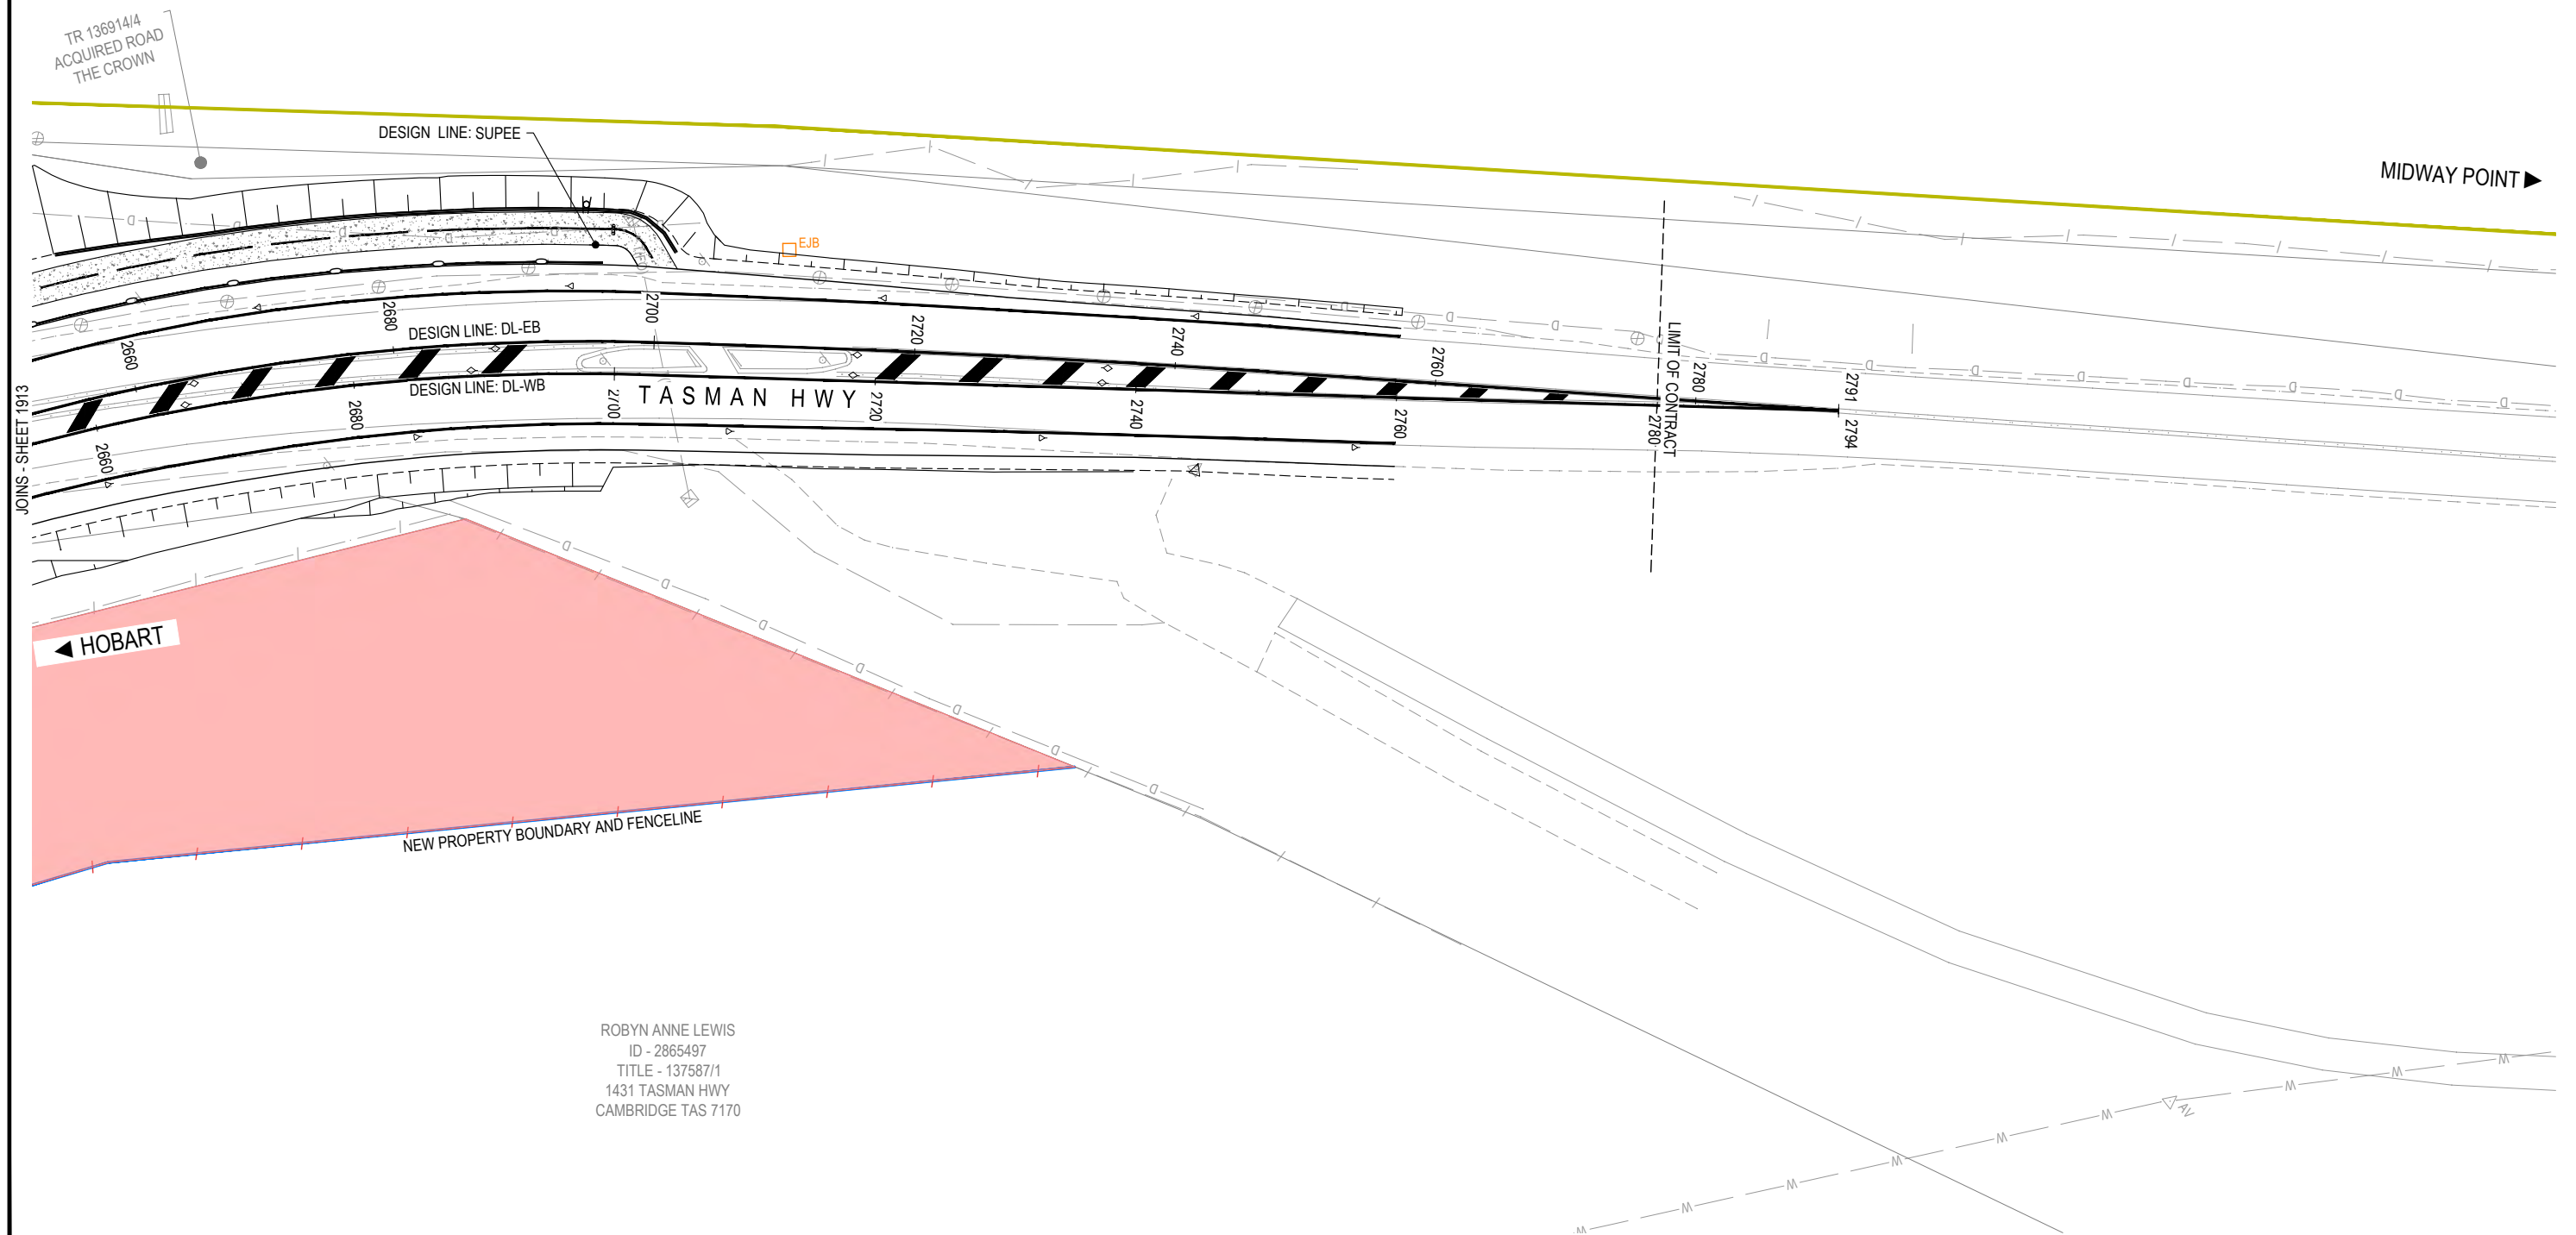 TR 136914/4
ACQUIRED ROAD
THE CROWN
DESIGN LINE: SUPEE
MIDWAY POINT
EJB
DESIGN LINE: DL-EB
2660
2680
2700
2720
2740
2760
2780
2791
DESIGN LINE: DL-WB
TASMAN HWY
2660
2680
2700
2720
2740
2760
2780
2794
LIMIT OF CONTRACT
JOINS - SHEET 1913
D D D D D
D D D D D D D D D D D
D D D D D D D
HOBART
NEW PROPERTY BOUNDARY AND FENCELINE
ROBYN ANNE LEWIS
ID - 2865497
TITLE - 137587/1
1431 TASMAN HWY
CAMBRIDGE TAS 7170
W W W W W W W W W
AV